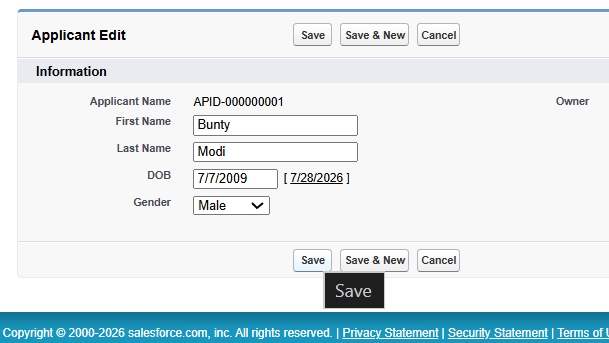 Applicant Edit Save Save & New Cancel
Information
Applicant Name APID-000000001 Owner
First Name Bunty
Last Name Modi
DOB 7/7/2009 [ 7/28/2026 ]
Gender Male
Save Save & New Cancel
Save
Copyright © 2000-2026 salesforce.com, inc. All rights reserved. | Privacy Statement | Security Statement | Terms of